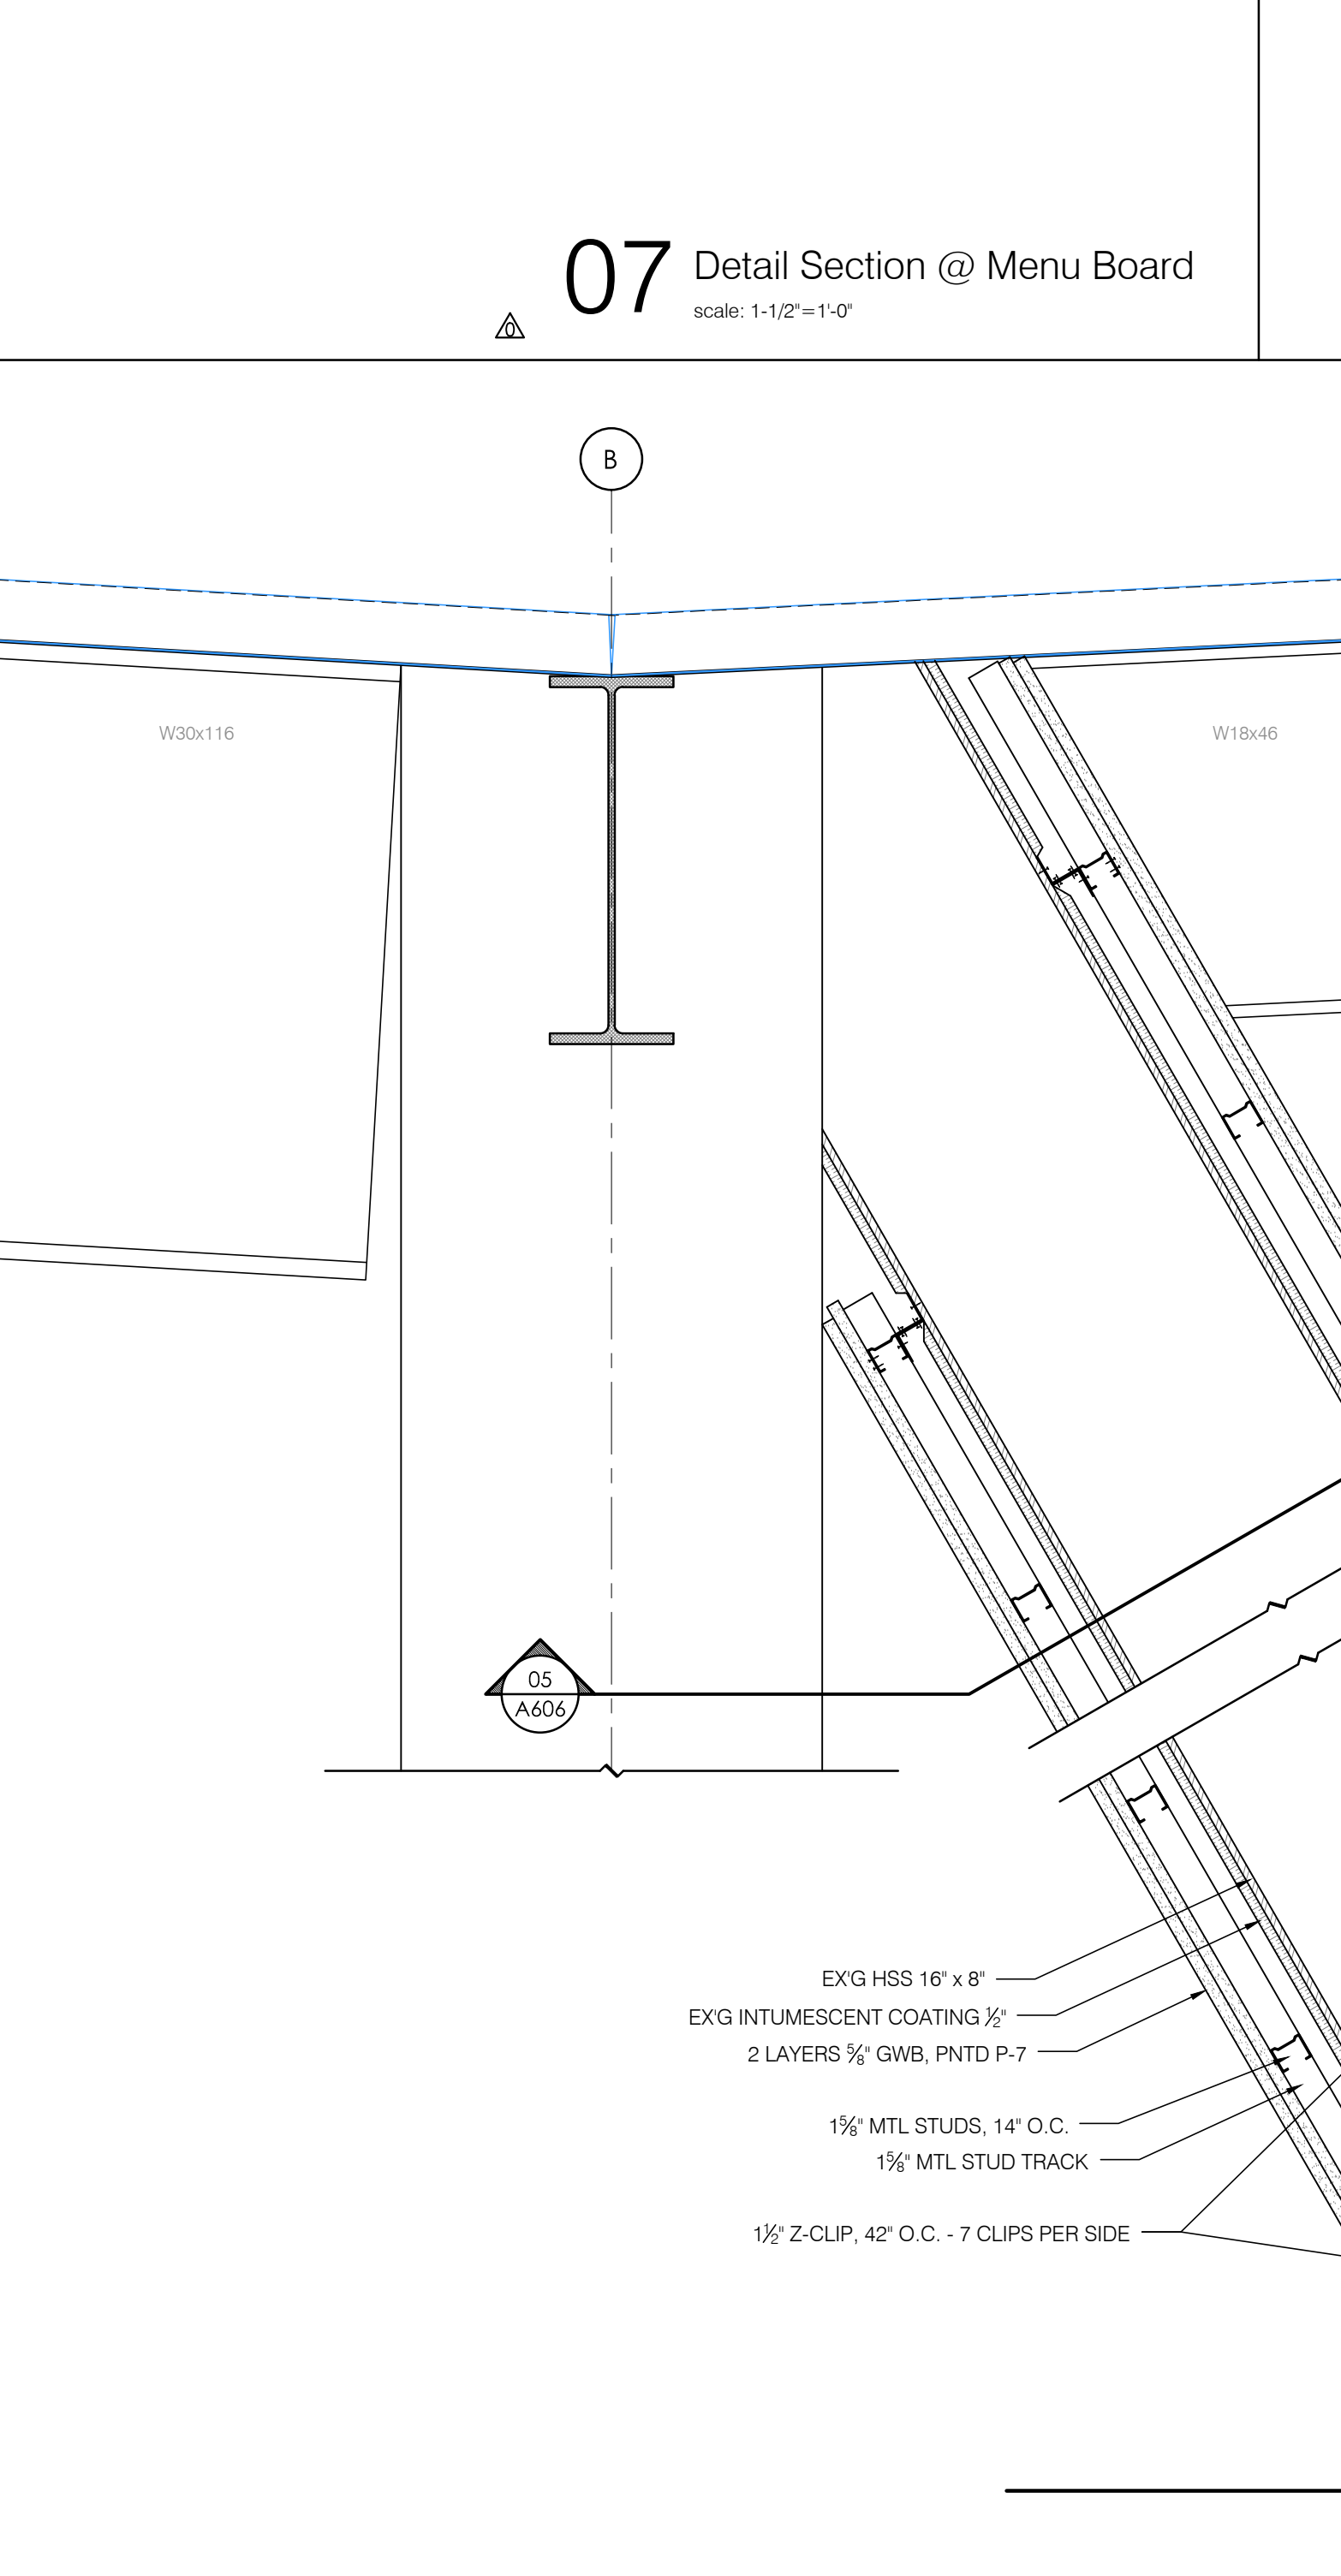 07 Detail Section @ Menu Board
scale: 1-1/2"=1'-0"
0
B
W30x116
W18x46
05
A606
EX'G HSS 16" x 8"
EX'G INTUMESCENT COATING ½"
2 LAYERS ⅝" GWB, PNTD P-7
1⅝" MTL STUDS, 14" O.C.
1⅝" MTL STUD TRACK
1½" Z-CLIP, 42" O.C. - 7 CLIPS PER SIDE